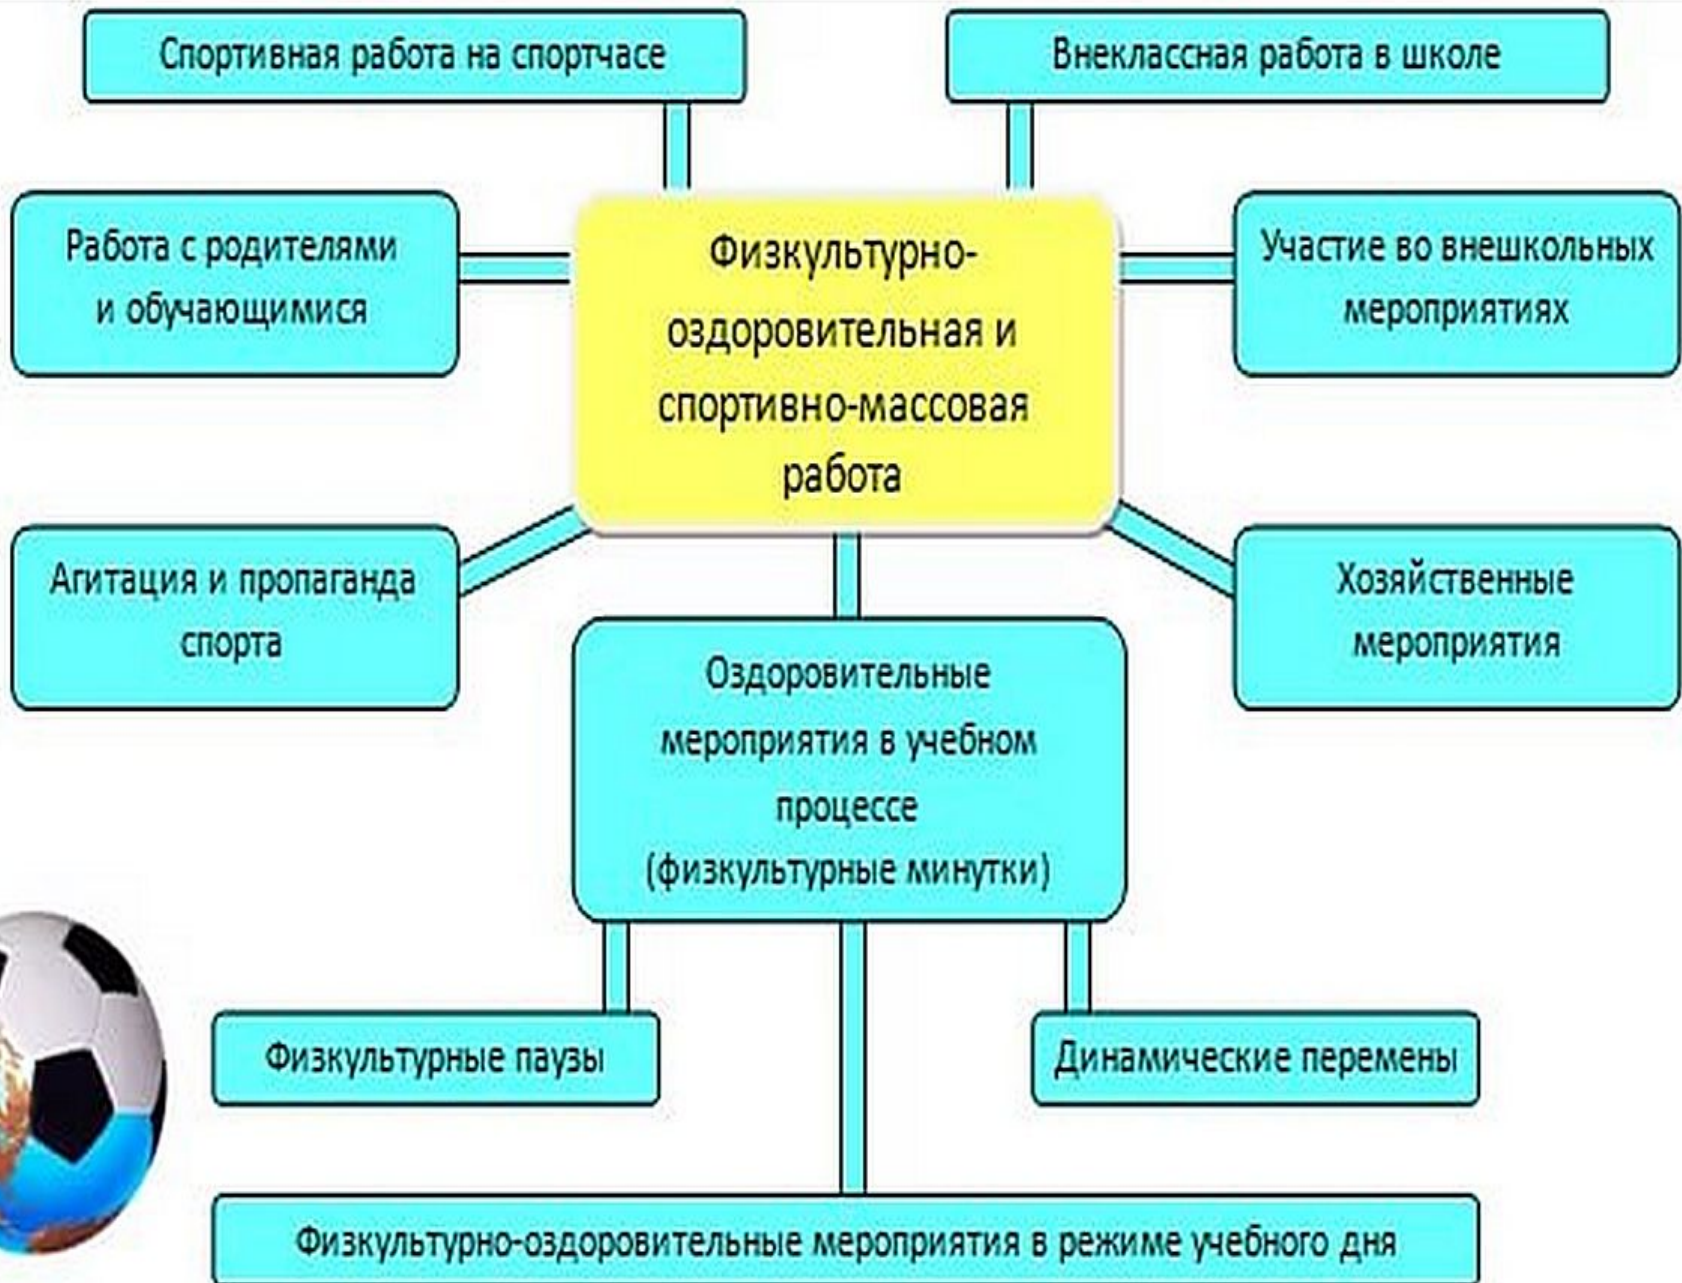 Спортивная работа на спортчасе
Внеклассная работа в школе
Работа с родителями
и обучающимися
Физкультурно-
оздоровительная и
спортивно-массовая
работа
Участие во внешкольных
мероприятиях
Агитация и пропаганда
спорта
Хозяйственные
мероприятия
Оздоровительные
мероприятия в учебном
процессе
(физкультурные минутки)
Физкультурные паузы
Динамические перемены
Физкультурно-оздоровительные мероприятия в режиме учебного дня